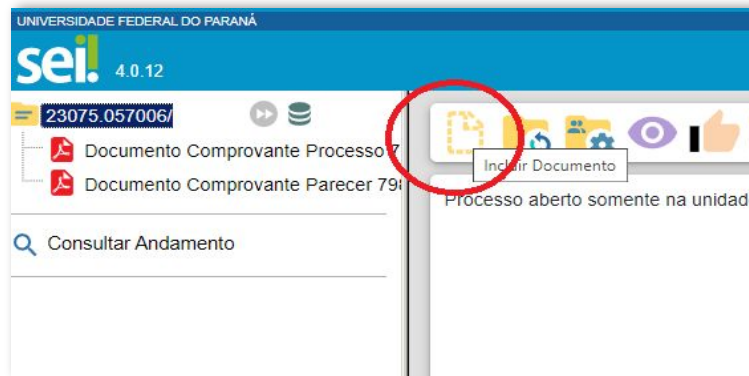 UNIVERSIDADE FEDERAL DO PARANÁ
sei! 4.0.12
23075.057006/
Documento Comprovante Processo 7
Documento Comprovante Parecer 798
Consultar Andamento
Incluir Documento
Processo aberto somente na unidad